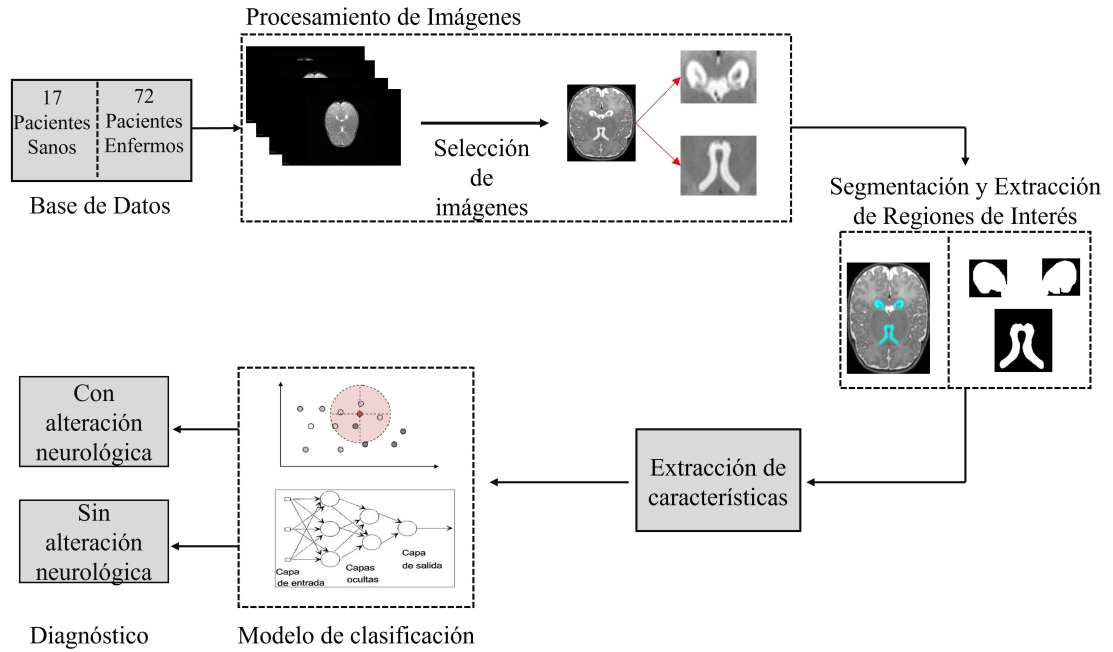 Procesamiento de Imágenes
17
Pacientes
Sanos
72
Pacientes
Enfermos
Base de Datos
Selección
de
imágenes
Segmentación y Extracción
de Regiones de Interés
Extracción de
características
Capa
de entrada
Capas
ocultas
Capa
de salida
Modelo de clasificación
Con
alteración
neurológica
Sin
alteración
neurológica
Diagnóstico